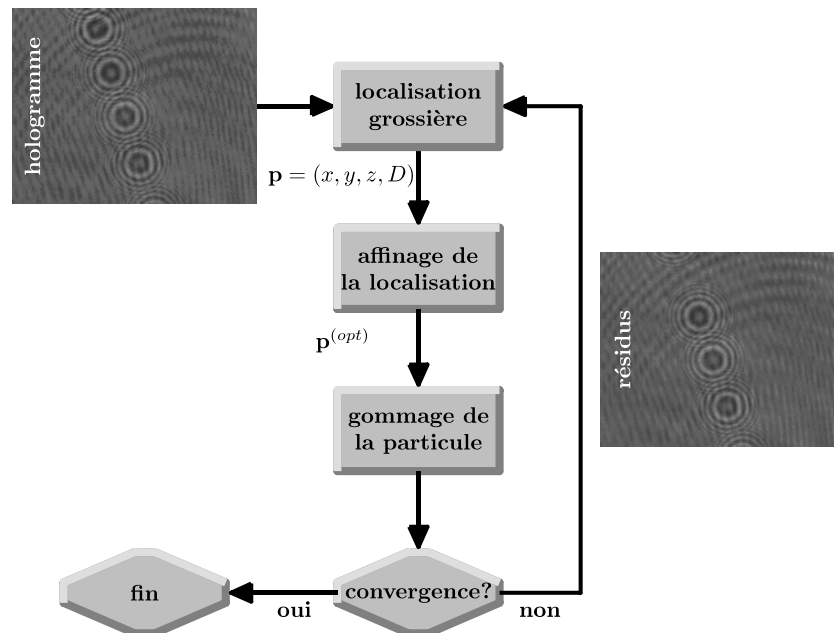 hologramme
localisation
grossière
p = (x, y, z, D)
affinage de
la localisation
p^(opt)
résidus
gommage de
la particule
convergence?
fin
oui
non